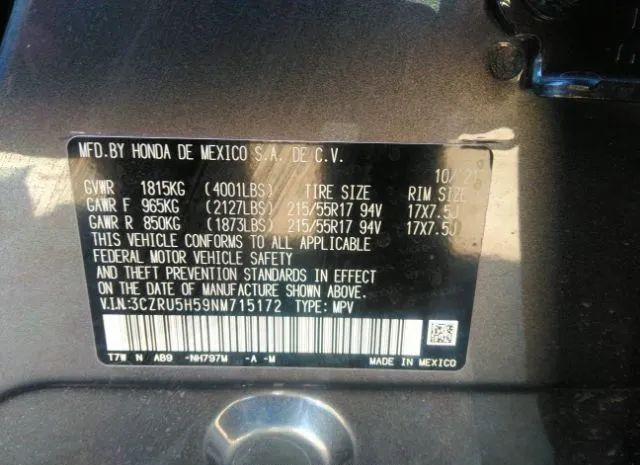 MFD.BY HONDA DE MEXICO S.A. DE C.V.
10/ 21
GVWR 1815KG (4001LBS) TIRE SIZE RIM SIZE
GAWR F 965KG (2127LBS) 215/55R17 94V 17X7.5J
GAWR R 850KG (1873LBS) 215/55R17 94V 17X7.5J
THIS VEHICLE CONFORMS TO ALL APPLICABLE
FEDERAL MOTOR VEHICLE SAFETY
AND THEFT PREVENTION STANDARDS IN EFFECT
ON THE DATE OF MANUFACTURE SHOWN ABOVE.
V.I.N:3CZRU5H59NM715172 TYPE: MPV
T7W N AB9 -NH797M -A -M MADE IN MEXICO